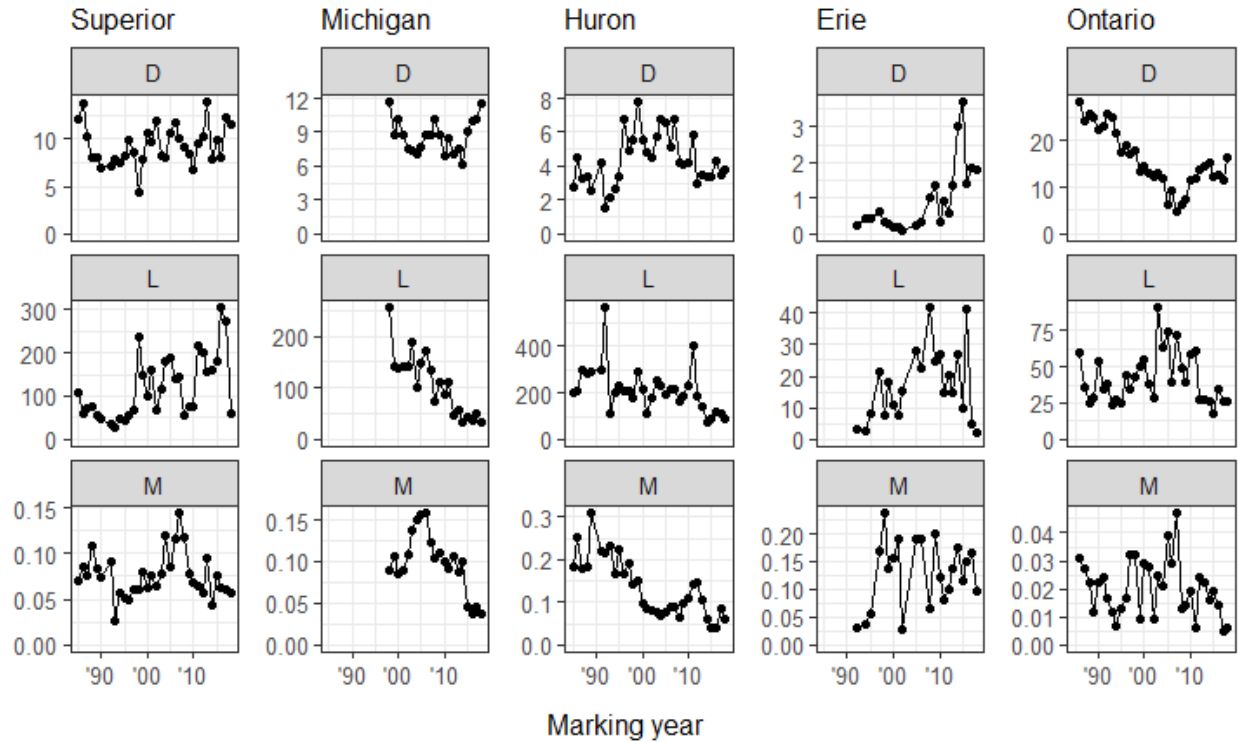 Superior Michigan Huron Erie Ontario
D D D D D
10 5 0
12 9 6 3 0
8 6 4 2 0
3 2 1 0
20 10 0
L L L L L
300 200 100 0
200 100 0
400 200 0
40 30 20 10 0
75 50 25 0
M M M M M
0.15 0.10 0.05 0.00
0.15 0.10 0.05 0.00
0.3 0.2 0.1 0.0
0.20 0.15 0.10 0.05 0.00
0.04 0.03 0.02 0.01 0.00
'90 '00 '10 '90 '00 '10 '90 '00 '10 '90 '00 '10 '90 '00 '10
Marking year